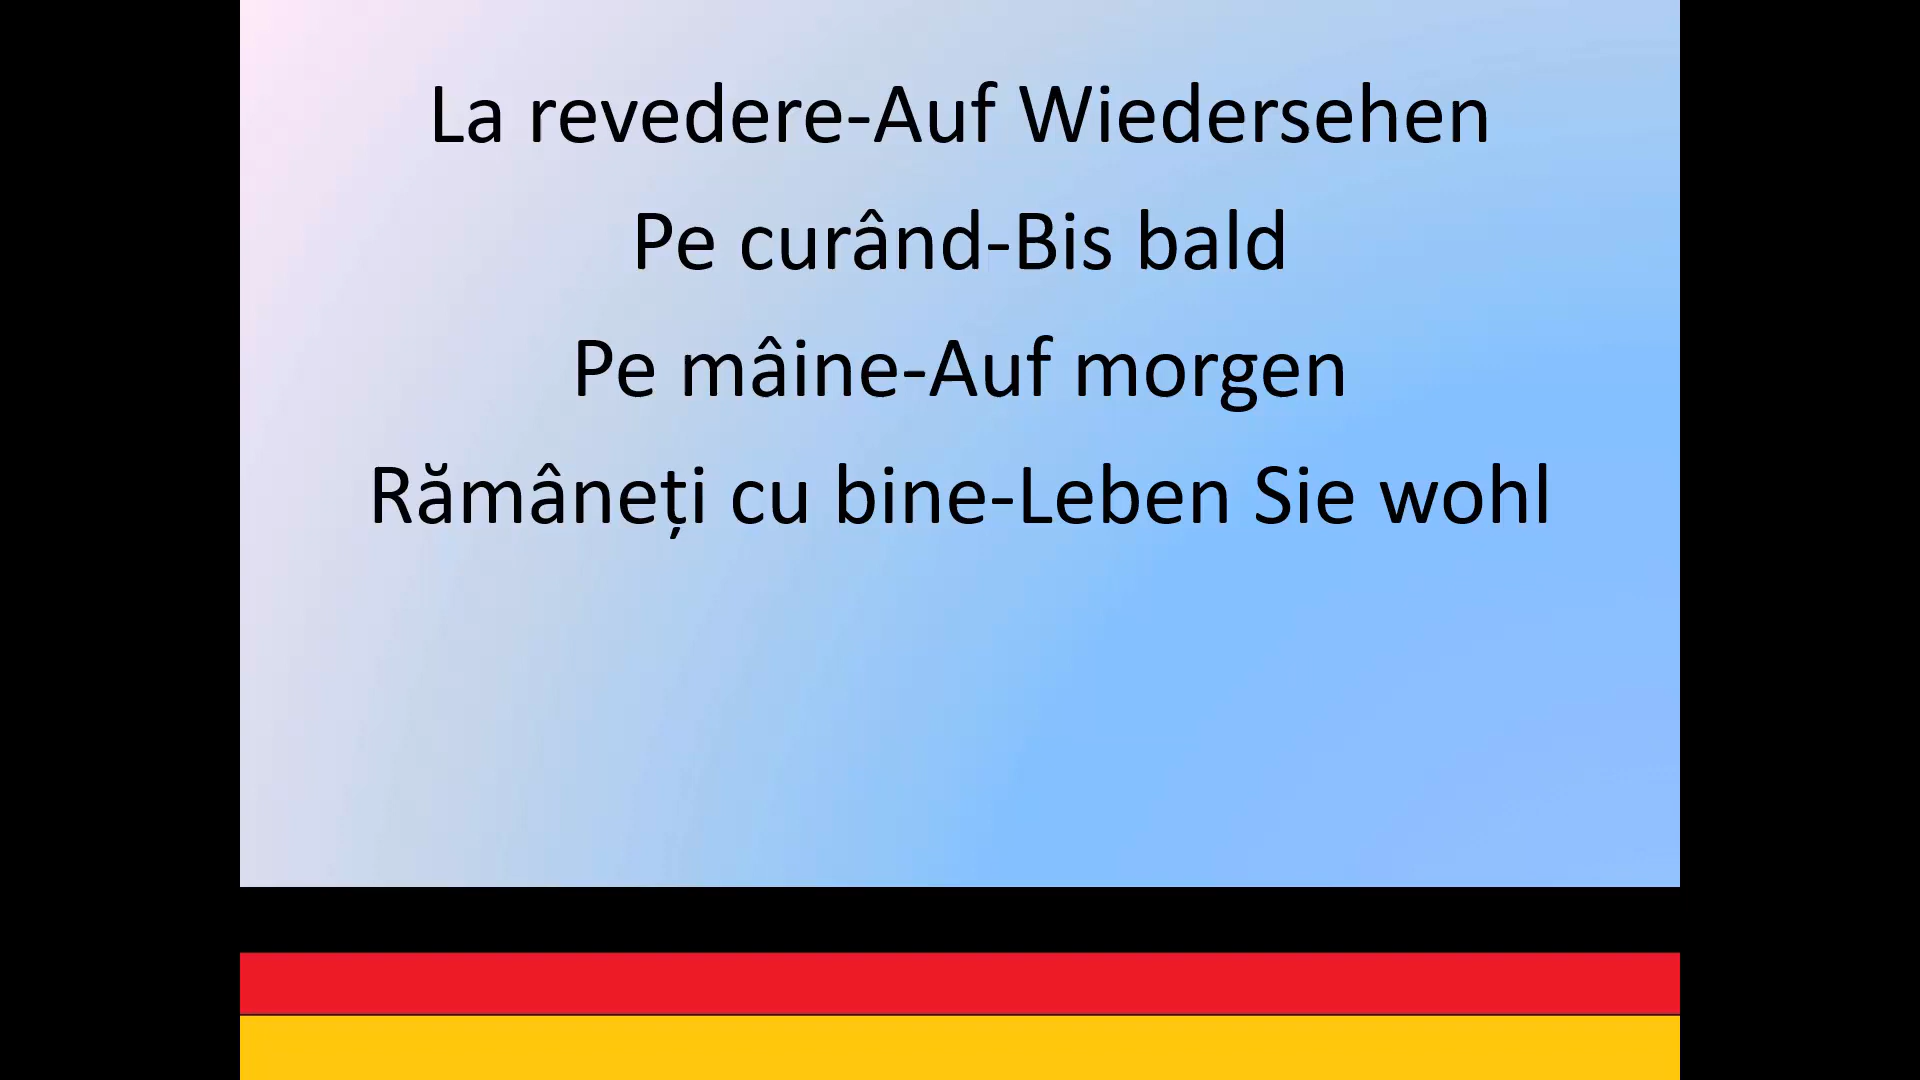 La revedere-Auf Wiedersehen
Pe curând-Bis bald
Pe mâine-Auf morgen
Rămâneți cu bine-Leben Sie wohl